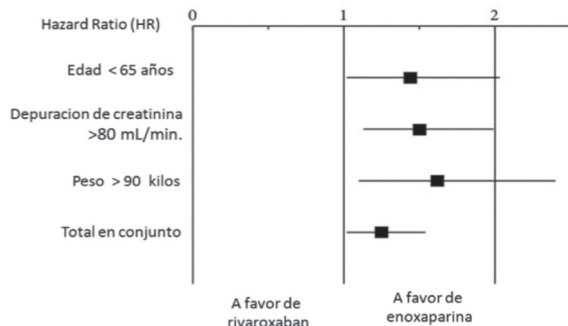 0 1 2
Hazard Ratio (HR)
Edad < 65 años
Depuracion de creatinina
>80 mL/min.
Peso > 90 kilos
Total en conjunto
A favor de
rivaroxaban
A favor de
enoxaparina